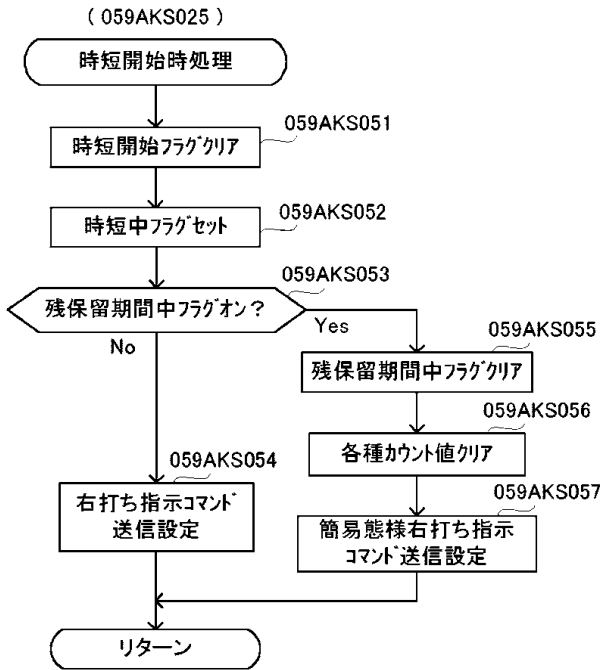 (059AKS025)
時短開始時処理
059AKS051
時短開始フラグクリア
059AKS052
時短中フラグセット
059AKS053
残保留期間中フラグオン？
Yes
No
059AKS055
残保留期間中フラグクリア
059AKS056
各種カウント値クリア
059AKS054
右打ち指示コマンド
送信設定
059AKS057
簡易態様右打ち指示
コマンド送信設定
リターン